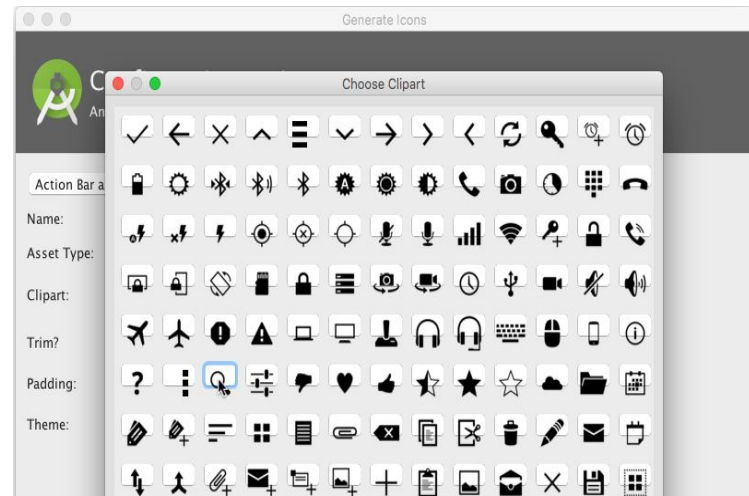 Generate Icons
Choose Clipart
Action Bar a
Name:
Asset Type:
Clipart:
Trim?
Padding:
Theme: